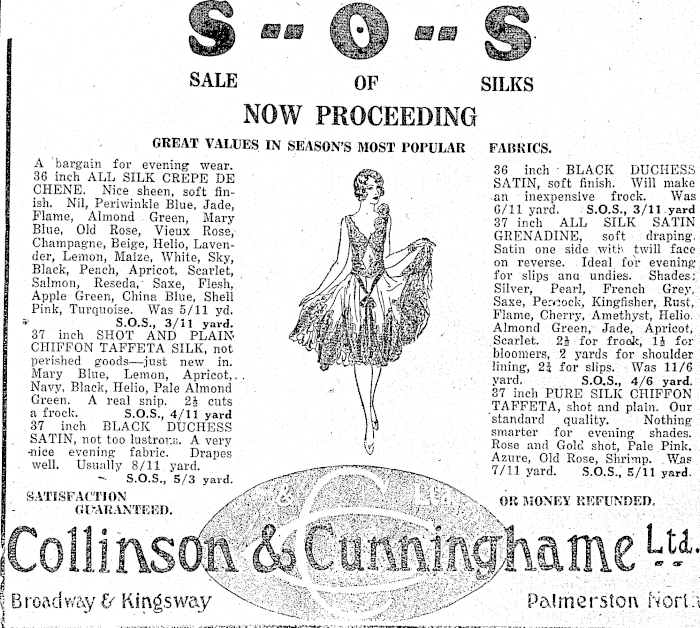 S -- O -- S
SALE OF SILKS
NOW PROCEEDING
GREAT VALUES IN SEASON'S MOST POPULAR FABRICS.
A bargain for evening wear.
36 inch ALL SILK CREPE DE
CHENE. Nice sheen, soft fin-
ish. Nil, Periwinkle Blue, Jade,
Flame, Almond Green, Mary
Blue, Old Rose, Vieux Rose,
Champagne, Beige, Helio, Laven-
der, Lemon, Maize, White, Sky,
Black, Peach, Apricot, Scarlet,
Salmon, Reseda, Saxe, Flesh,
Apple Green, China Blue, Shell
Pink, Turquoise. Was 5/11 yd.
S.O.S., 3/11 yard.
37 inch SHOT AND PLAIN
CHIFFON TAFFETA SILK, not
perished goods—just new in.
Mary Blue, Lemon, Apricot,
Navy, Black, Helio, Pale Almond
Green. A real snip. 2½ cuts
a frock. S.O.S., 4/11 yard
37 inch BLACK DUCHESS
SATIN, not too lustrous. A very
nice evening fabric. Drapes
well. Usually 8/11 yard.
S.O.S., 5/3 yard.
SATISFACTION
GUARANTEED.
36 inch BLACK DUCHESS
SATIN, soft finish. Will make
an inexpensive frock. Was
6/11 yard. S.O.S., 3/11 yard
37 inch ALL SILK SATIN
GRENADINE, soft draping.
Satin one side with twill face
on reverse. Ideal for evening
for slips and undies. Shades:
Silver, Pearl, French Grey,
Saxe, Peacock, Kingfisher, Rust,
Flame, Cherry, Amethyst, Helio.
Almond Green, Jade, Apricot,
Scarlet. 2½ for frock, 1½ for
bloomers, 2 yards for shoulder
lining, 2¼ for slips. Was 11/6
yard. S.O.S., 4/6 yard.
37 inch PURE SILK CHIFFON
TAFFETA, shot and plain. Our
standard quality. Nothing
smarter for evening shades.
Rose and Gold shot, Pale Pink,
Azure, Old Rose, Shrimp. Was
7/11 yard. S.O.S., 5/11 yard.
OR MONEY REFUNDED.
& Ltd
Collinson & Cunninghame Ltd.
Broadway & Kingsway Palmerston Nort